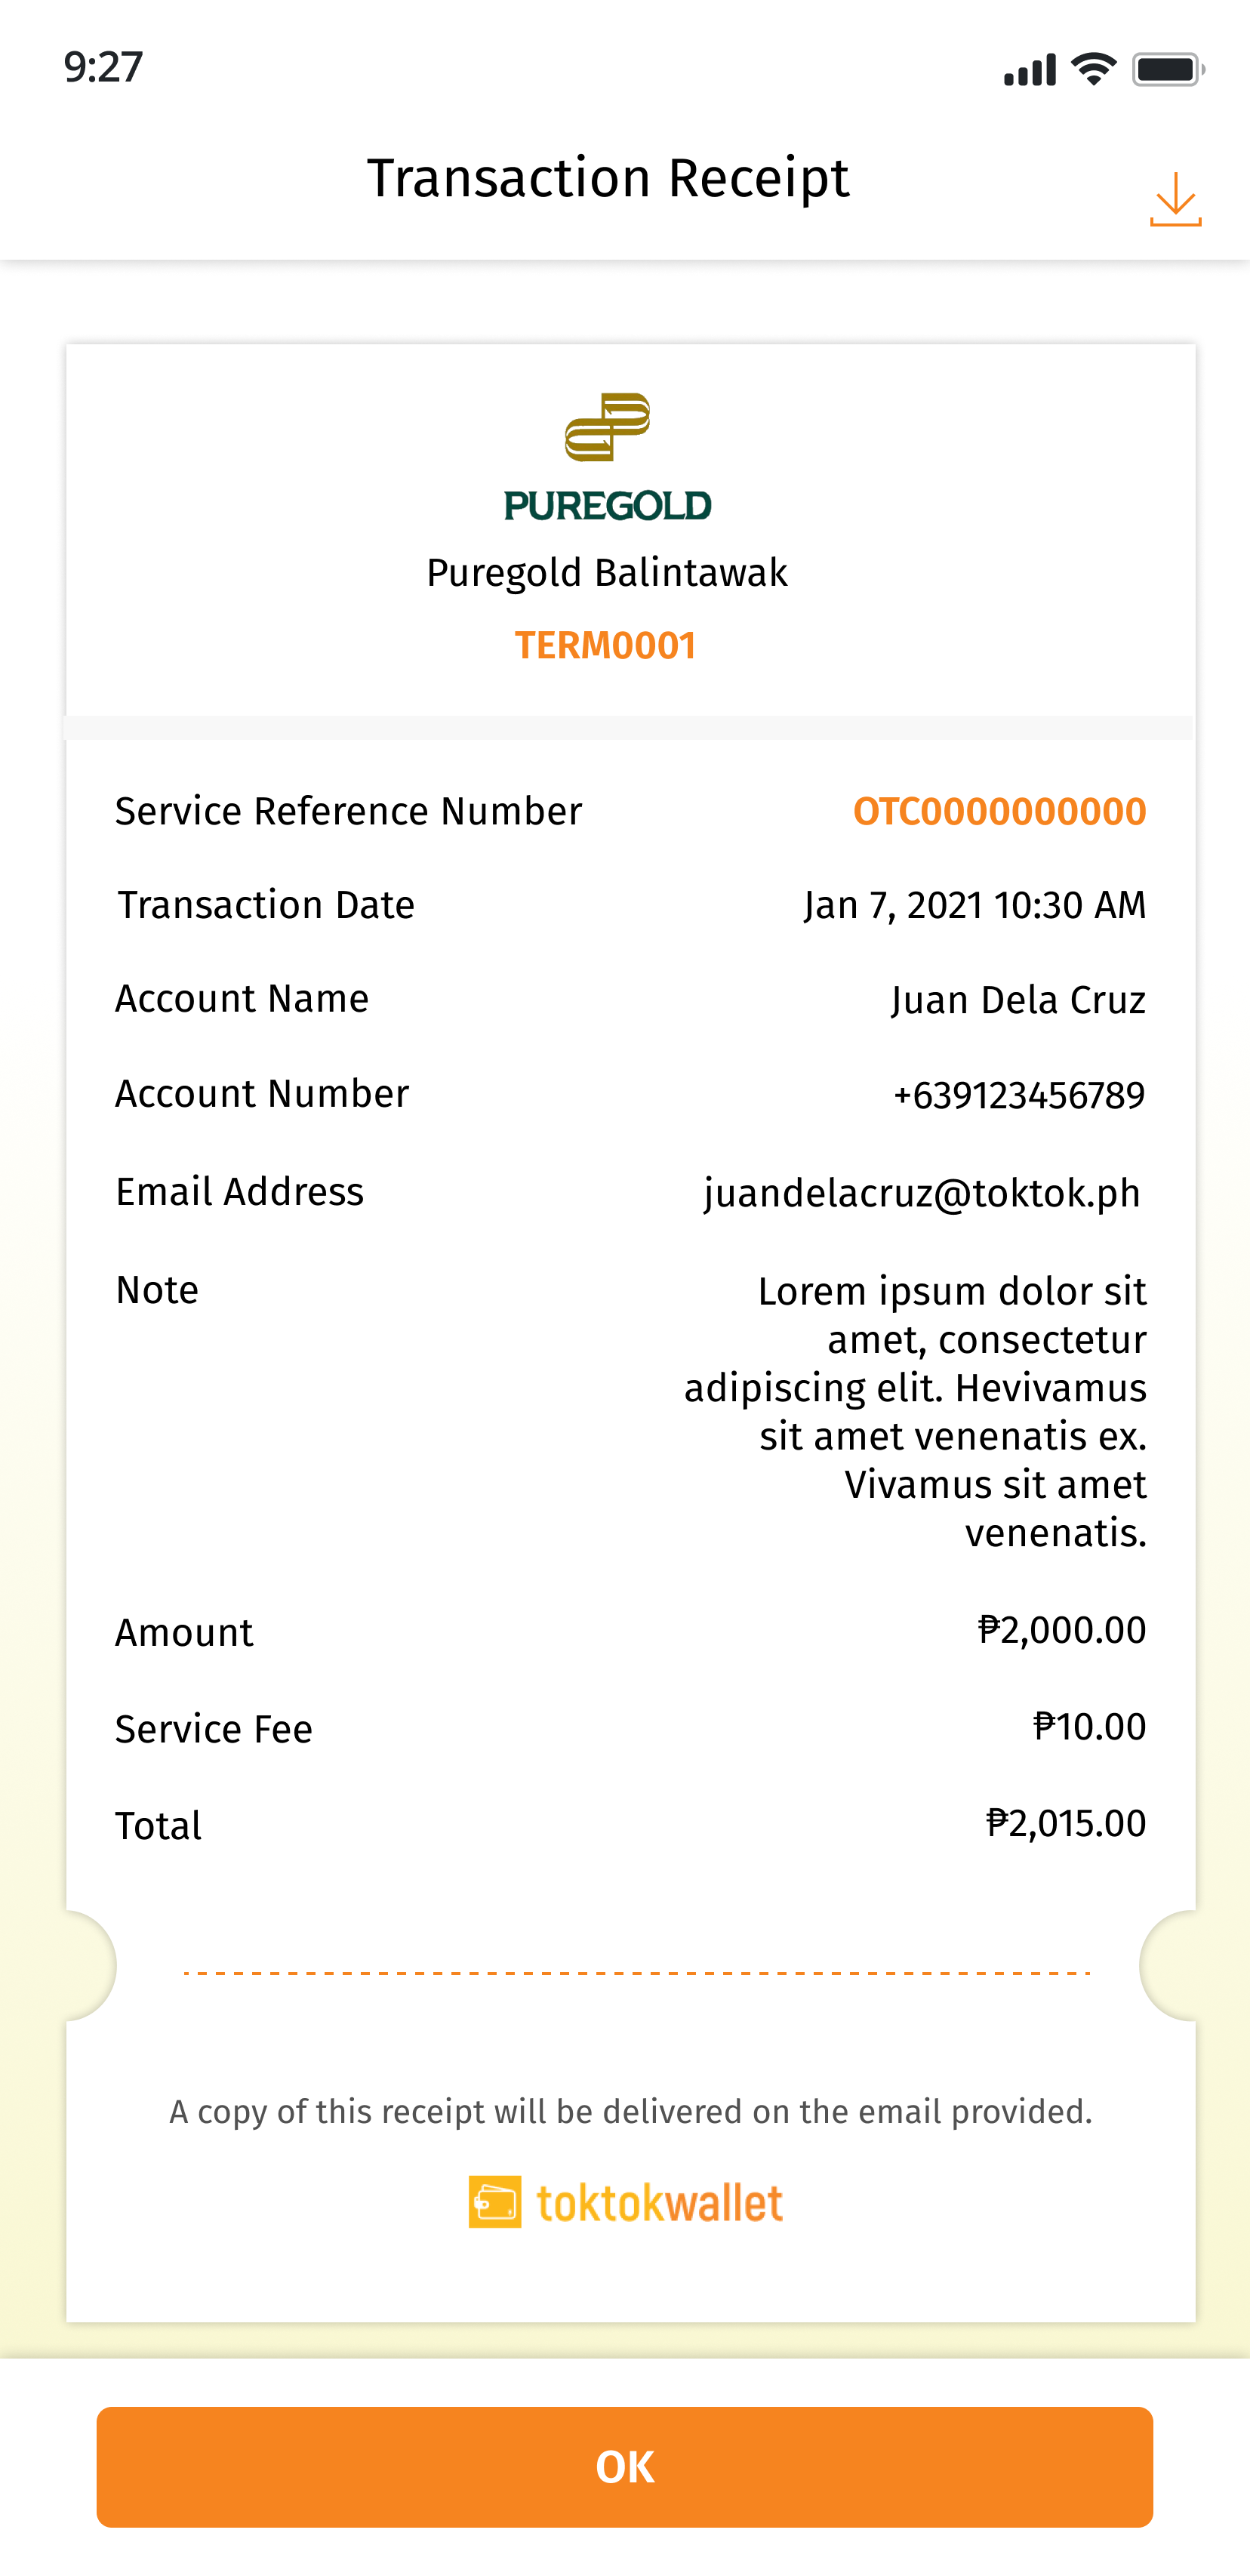 9:27
Transaction Receipt
PUREGOLD
Puregold Balintawak
TERM0001
Service Reference Number OTC0000000000
Transaction Date Jan 7, 2021 10:30 AM
Account Name Juan Dela Cruz
Account Number +639123456789
Email Address juandelacruz@toktok.ph
Note Lorem ipsum dolor sit
amet, consectetur
adipiscing elit. Hevivamus
sit amet venenatis ex.
Vivamus sit amet
venenatis.
Amount ₱2,000.00
Service Fee ₱10.00
Total ₱2,015.00
A copy of this receipt will be delivered on the email provided.
toktokwallet
OK